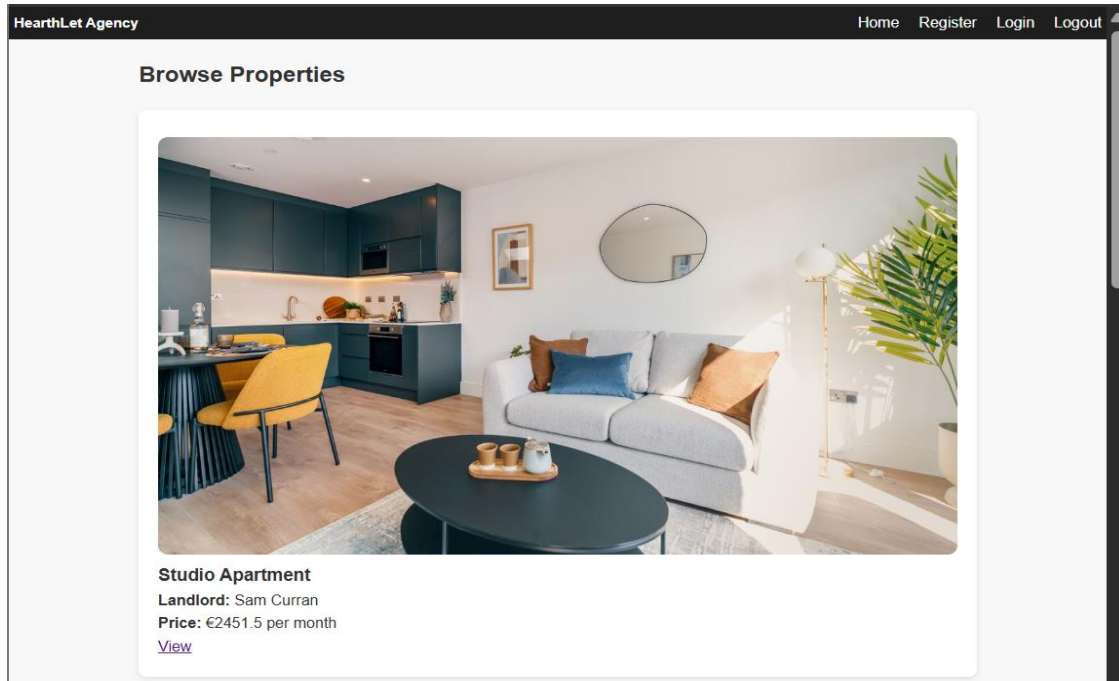 HearthLet Agency
Home Register Login Logout
Browse Properties
Studio Apartment
Landlord: Sam Curran
Price: €2451.5 per month
View